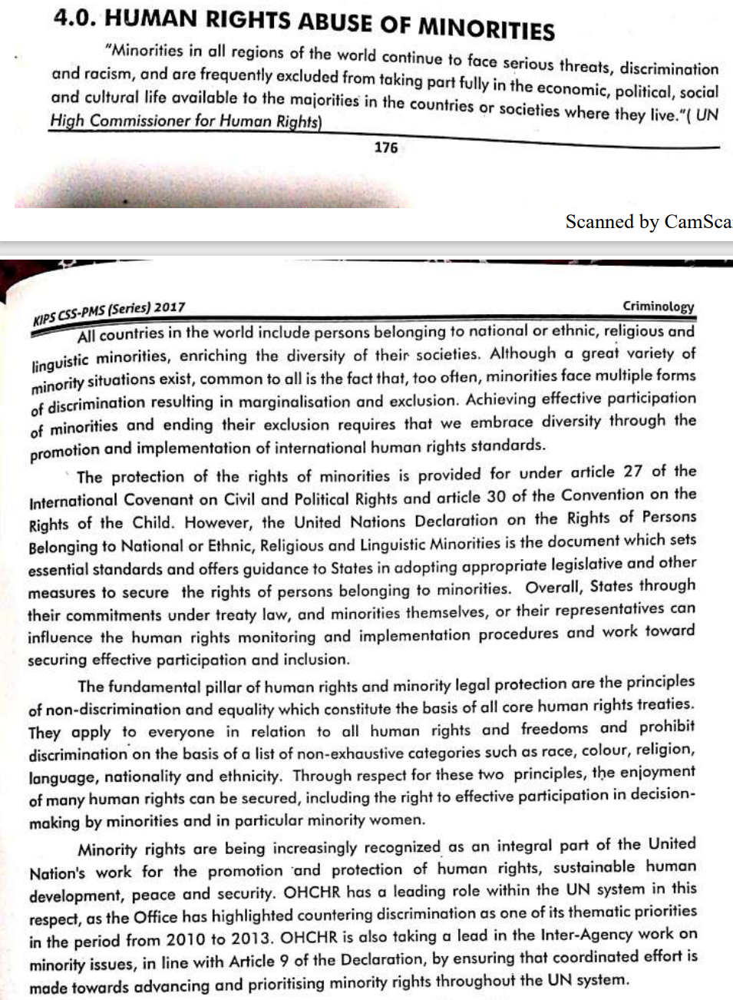 4.0. HUMAN RIGHTS ABUSE OF MINORITIES
"Minorities in all regions of the world continue to face serious threats, discrimination
and racism, and are frequently excluded from taking part fully in the economic, political, social
and cultural life available to the majorities in the countries or societies where they live."( UN
High Commissioner for Human Rights)
176
Scanned by CamSca
KIPS CSS-PMS (Series) 2017
Criminology
All countries in the world include persons belonging to national or ethnic, religious and
linguistic minorities, enriching the diversity of their societies. Although a great variety of
minority situations exist, common to all is the fact that, too often, minorities face multiple forms
of discrimination resulting in marginalisation and exclusion. Achieving effective participation
of minorities and ending their exclusion requires that we embrace diversity through the
promotion and implementation of international human rights standards.
The protection of the rights of minorities is provided for under article 27 of the
International Covenant on Civil and Political Rights and article 30 of the Convention on the
Rights of the Child. However, the United Nations Declaration on the Rights of Persons
Belonging to National or Ethnic, Religious and Linguistic Minorities is the document which sets
essential standards and offers guidance to States in adopting appropriate legislative and other
measures to secure the rights of persons belonging to minorities. Overall, States through
their commitments under treaty law, and minorities themselves, or their representatives can
influence the human rights monitoring and implementation procedures and work toward
securing effective participation and inclusion.
The fundamental pillar of human rights and minority legal protection are the principles
of non-discrimination and equality which constitute the basis of all core human rights treaties.
They apply to everyone in relation to all human rights and freedoms and prohibit
discrimination on the basis of a list of non-exhaustive categories such as race, colour, religion,
language, nationality and ethnicity. Through respect for these two principles, the enjoyment
of many human rights can be secured, including the right to effective participation in decision-
making by minorities and in particular minority women.
Minority rights are being increasingly recognized as an integral part of the United
Nation's work for the promotion and protection of human rights, sustainable human
development, peace and security. OHCHR has a leading role within the UN system in this
respect, as the Office has highlighted countering discrimination as one of its thematic priorities
in the period from 2010 to 2013. OHCHR is also taking a lead in the Inter-Agency work on
minority issues, in line with Article 9 of the Declaration, by ensuring that coordinated effort is
made towards advancing and prioritising minority rights throughout the UN system.